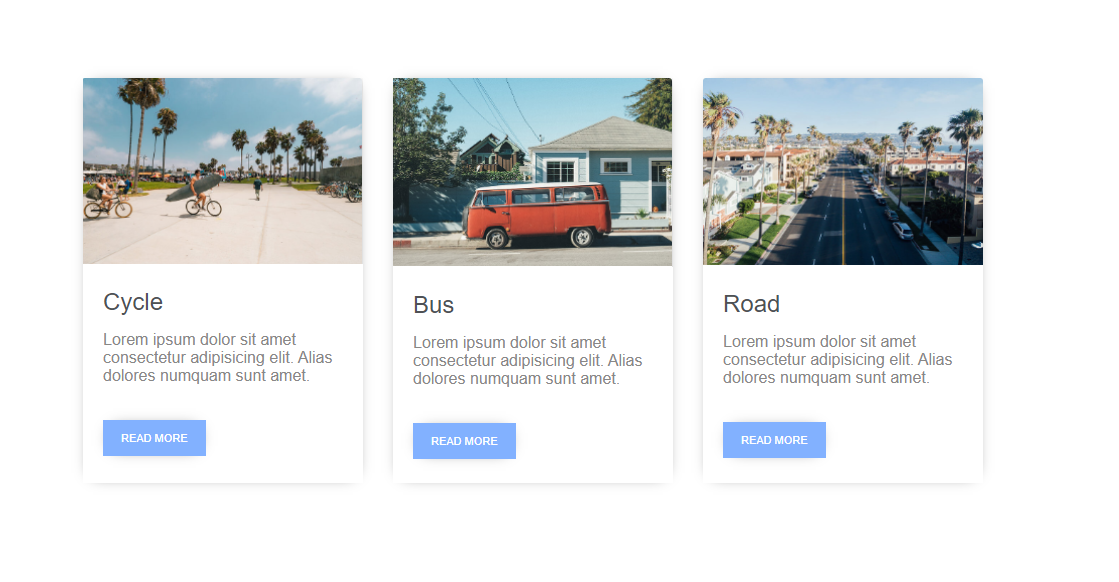 Cycle
Lorem ipsum dolor sit amet
consectetur adipisicing elit. Alias
dolores numquam sunt amet.
READ MORE
Bus
Lorem ipsum dolor sit amet
consectetur adipisicing elit. Alias
dolores numquam sunt amet.
READ MORE
Road
Lorem ipsum dolor sit amet
consectetur adipisicing elit. Alias
dolores numquam sunt amet.
READ MORE